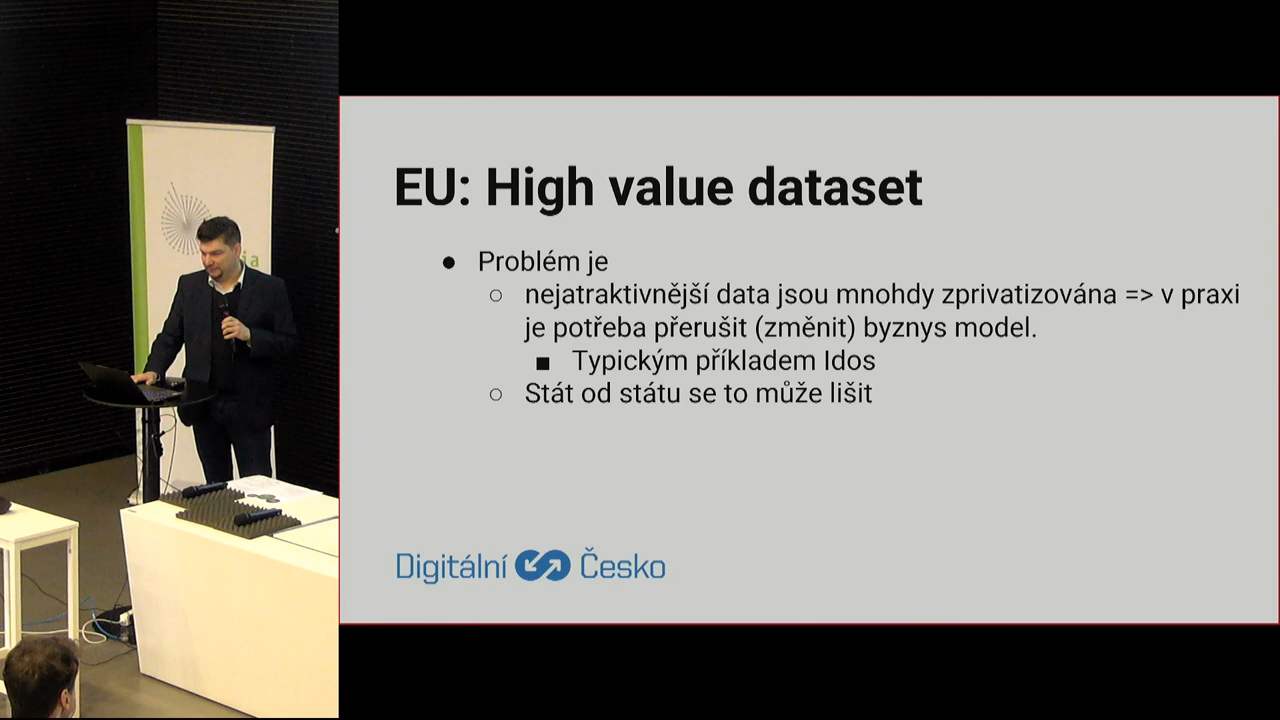 EU: High value dataset
● Problém je
○ nejatraktivnější data jsou mnohdy zprivatizována => v praxi
je potřeba přerušit (změnit) byznys model.
■ Typickým příkladem Idos
○ Stát od státu se to může lišit
Digitální Česko